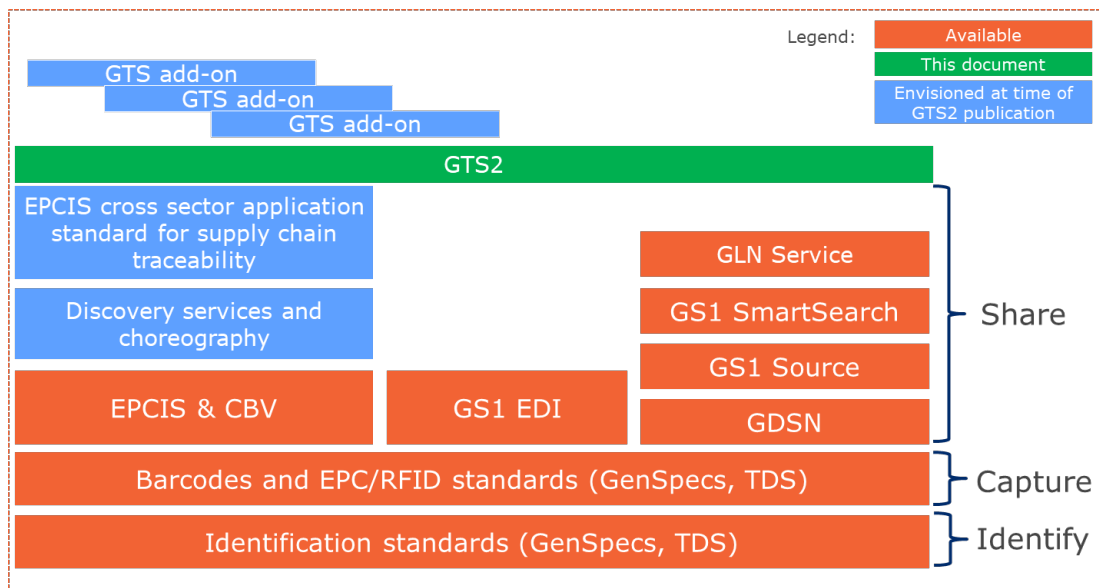 Legend:
Available
This document
Envisioned at time of
GTS2 publication
GTS add-on
GTS add-on
GTS add-on
GTS2
EPCIS cross sector application
standard for supply chain
traceability
Discovery services and
choreography
EPCIS & CBV
GS1 EDI
GLN Service
GS1 SmartSearch
GS1 Source
GDSN
Share
Barcodes and EPC/RFID standards (GenSpecs, TDS)
Capture
Identification standards (GenSpecs, TDS)
Identify